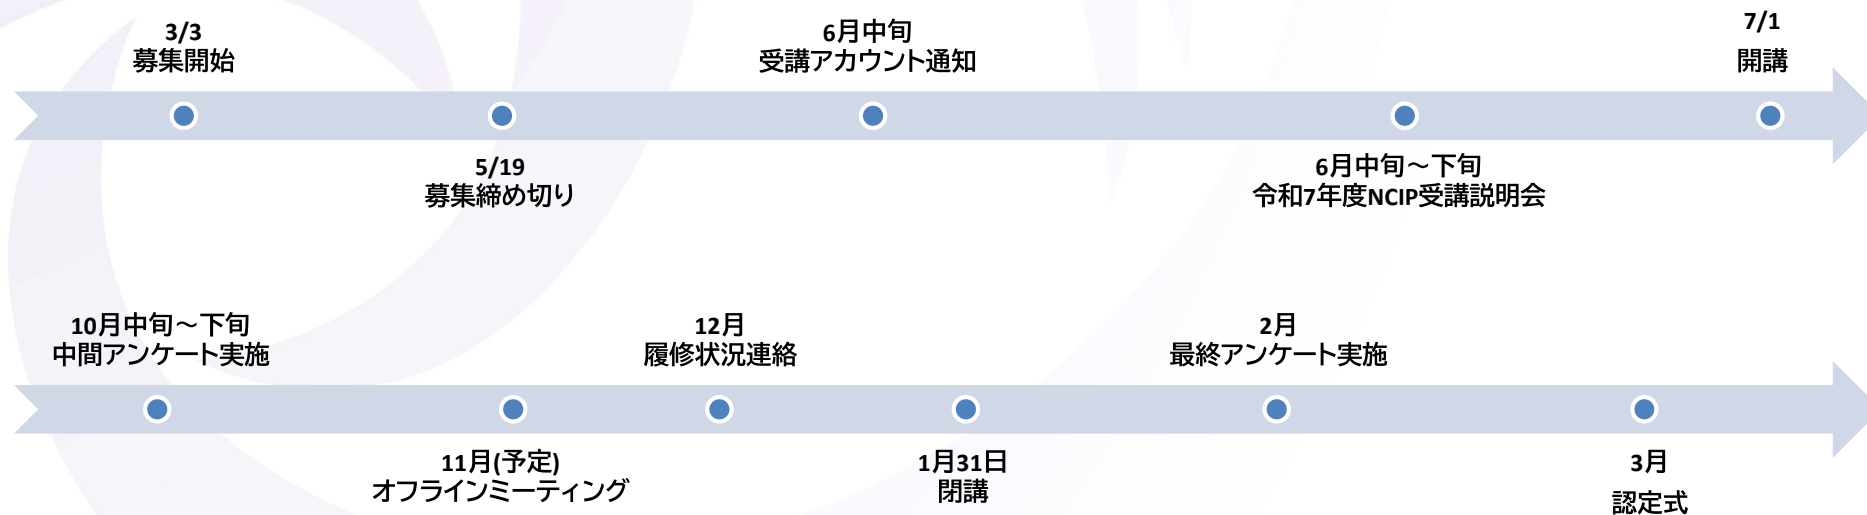 3/3
募集開始
5/19
募集締め切り
6月中旬
受講アカウント通知
6月中旬～下旬
令和7年度NCIP受講説明会
7/1
開講
10月中旬～下旬
中間アンケート実施
11月(予定)
オフラインミーティング
12月
履修状況連絡
1月31日
閉講
2月
最終アンケート実施
3月
認定式